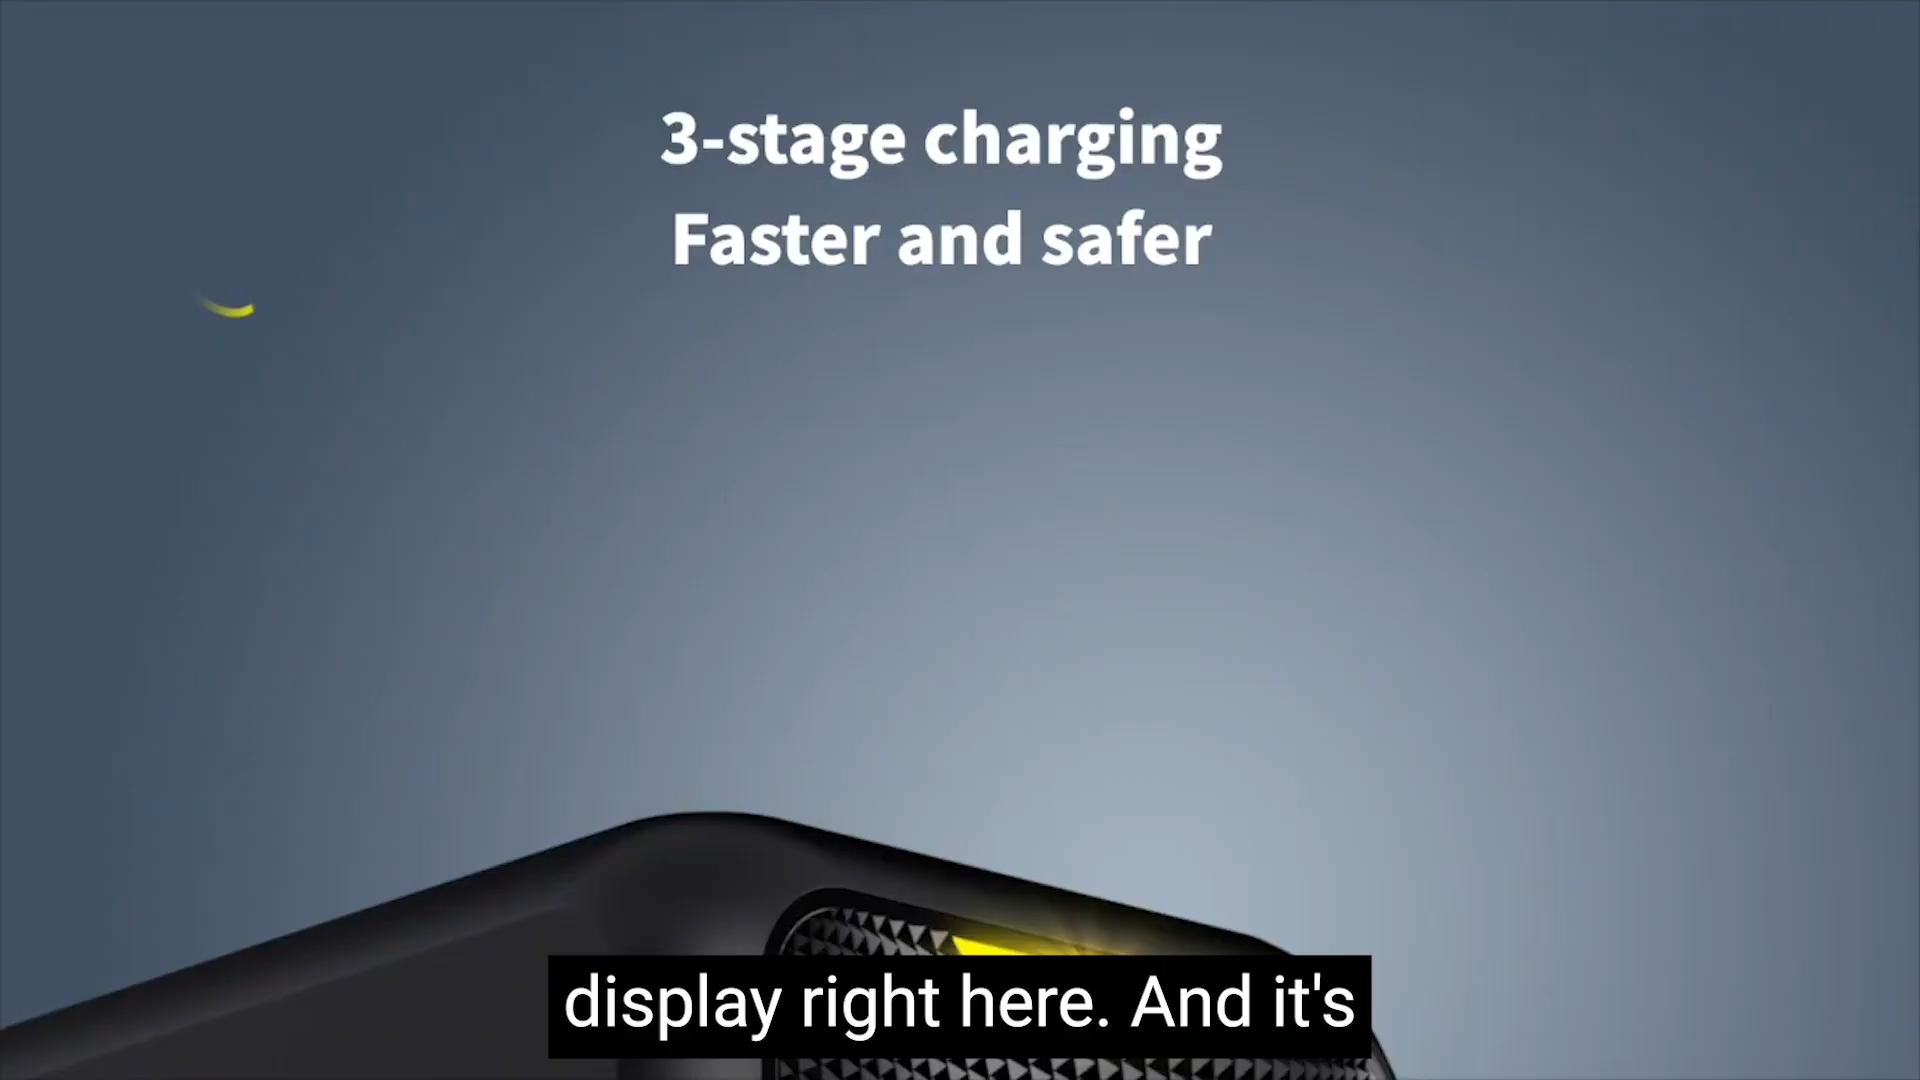 3-stage charging
Faster and safer
display right here. And it's